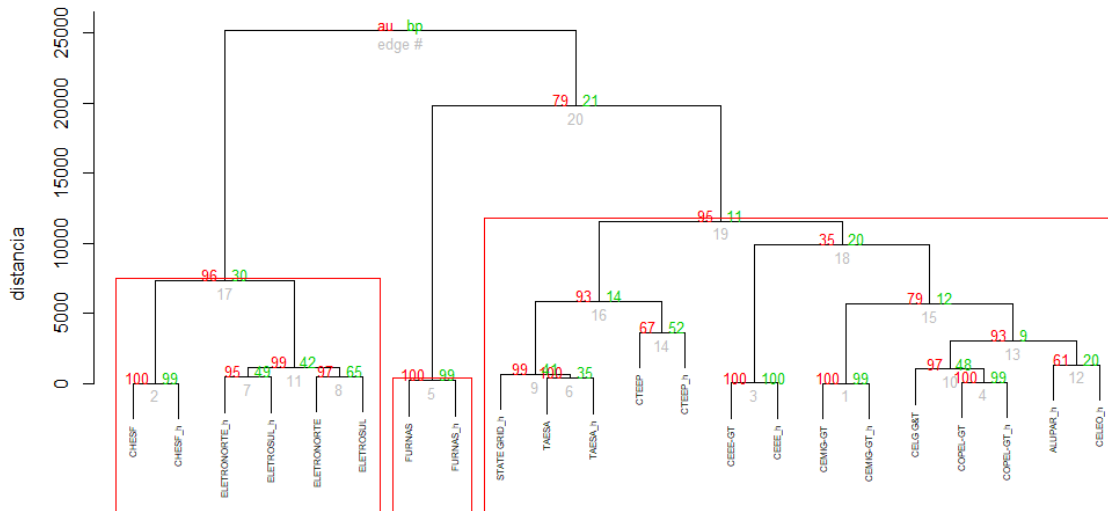 distancia
25000
20000
15000
10000
5000
0
au bp
edge #
79 21
20
95 11
19
35 20
18
96 30
17
93 14
16
79 12
15
67 52
14
93 9
13
61 20
12
99 42
11
97 48
10
99 41
9
97 65
8
95 49
7
100 35
6
100 99
5
100 99
4
100 100
3
100 99
2
100 99
1
CHESF
CHESF_h
ELETRONORTE_h
ELETROSUL_h
ELETRONORTE
ELETROSUL
FURNAS
FURNAS_h
STATE GRID_h
TAESA
TAESA_h
CTEEP
CTEEP_h
CEEE-GT
CEEE_h
CEMIG-GT
CEMIG-GT_h
CELG G&T
COPEL-GT
COPEL-GT_h
ALUPAR_h
CELEO_h